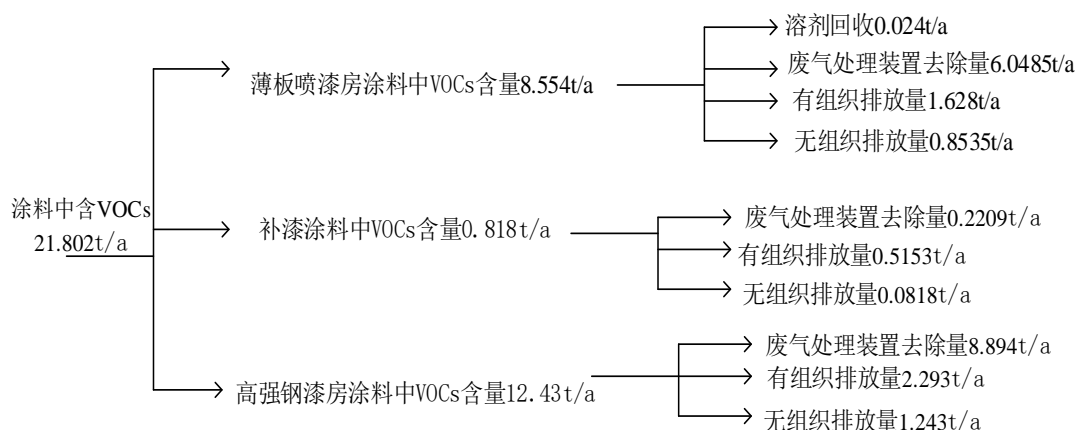 溶剂回收0.024t/a
薄板喷漆房涂料中VOCs含量8.554t/a
废气处理装置去除量6.0485t/a
有组织排放量1.628t/a
无组织排放量0.8535t/a
涂料中含VOCs
21.802t/a
补漆涂料中VOCs含量0.818t/a
废气处理装置去除量0.2209t/a
有组织排放量0.5153t/a
无组织排放量0.0818t/a
高强钢漆房涂料中VOCs含量12.43t/a
废气处理装置去除量8.894t/a
有组织排放量2.293t/a
无组织排放量1.243t/a